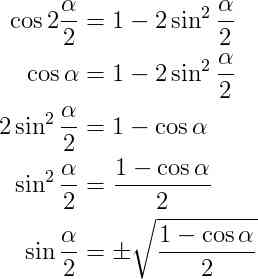 cos 2 α/2 = 1 − 2 sin² α/2
cos α = 1 − 2 sin² α/2
2 sin² α/2 = 1 − cos α
sin² α/2 = (1 − cos α)/2
sin α/2 = ±√((1 − cos α)/2)